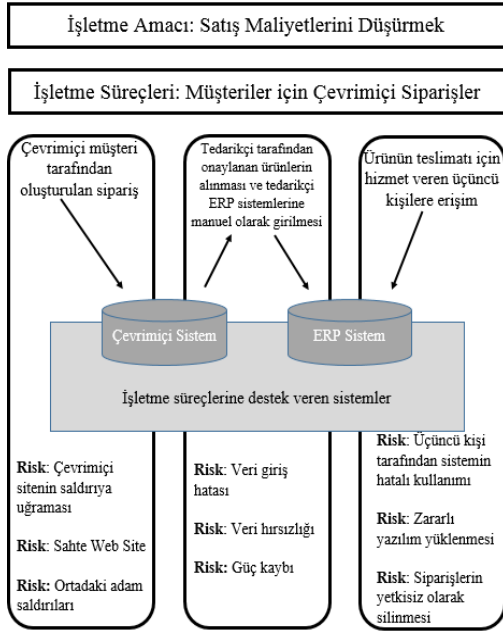 İşletme Amacı: Satış Maliyetlerini Düşürmek
İşletme Süreçleri: Müşteriler için Çevrimiçi Siparişler
Çevrimiçi müşteri
tarafından
oluşturulan sipariş
Tedarikçi tarafından
onaylanan ürünlerin
alınması ve tedarikçi
ERP sistemlerine
manuel olarak girilmesi
Ürünün teslimatı için
hizmet veren üçüncü
kişilere erişim
Çevrimiçi Sistem
ERP Sistem
İşletme süreçlerine destek veren sistemler
Risk: Çevrimiçi
sitenin saldırıya
uğraması
Risk: Sahte Web Site
Risk: Ortadaki adam
saldırıları
Risk: Veri giriş
hatası
Risk: Veri hırsızlığı
Risk: Güç kaybı
Risk: Üçüncü kişi
tarafından sistemin
hatalı kullanımı
Risk: Zararlı
yazılım yüklenmesi
Risk: Siparişlerin
yetkisiz olarak
silinmesi